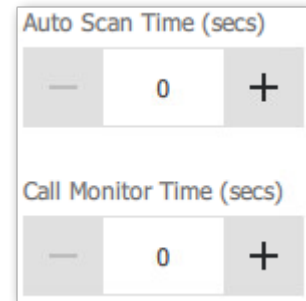 Auto Scan Time (secs)
— 0 +
Call Monitor Time (secs)
— 0 +